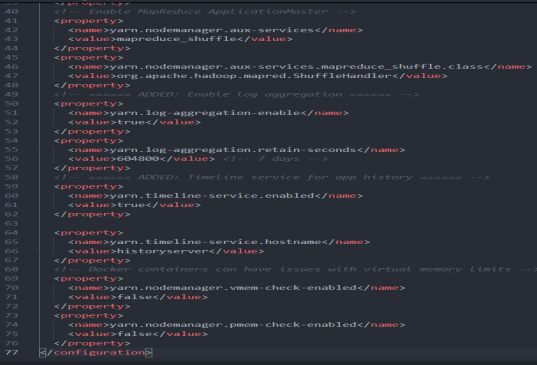 39 </property>
40 <!-- Enable MapReduce ApplicationMaster -->
41 <property>
42 <name>yarn.nodemanager.aux-services</name>
43 <value>mapreduce_shuffle</value>
44 </property>
45 <property>
46 <name>yarn.nodemanager.aux-services.mapreduce_shuffle.class</name>
47 <value>org.apache.hadoop.mapred.ShuffleHandler</value>
48 </property>
49 <!-- ====== ADDED: Enable log aggregation ====== -->
50 <property>
51 <name>yarn.log-aggregation-enable</name>
52 <value>true</value>
53 </property>
54 <property>
55 <name>yarn.log-aggregation.retain-seconds</name>
56 <value>604800</value> <!-- 7 days -->
57 </property>
58 <!-- ====== ADDED: Timeline service for app history ====== -->
59 <property>
60 <name>yarn.timeline-service.enabled</name>
61 <value>true</value>
62 </property>
63
64 <property>
65 <name>yarn.timeline-service.hostname</name>
66 <value>historyserver</value>
67 </property>
68 <!-- Docker containers can have issues with virtual memory limits --
69 <property>
70 <name>yarn.nodemanager.vmem-check-enabled</name>
71 <value>false</value>
72 </property>
73 <property>
74 <name>yarn.nodemanager.pmem-check-enabled</name>
75 <value>false</value>
76 </property>
77 </configuration>